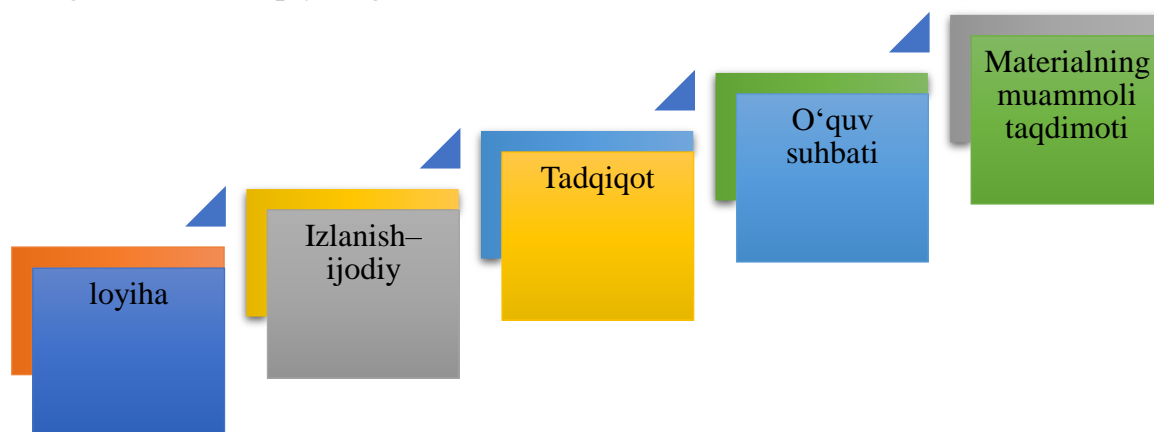 loyiha
Izlanish–
ijodiy
Tadqiqot
O‘quv
suhbati
Materialning
muammoli
taqdimoti